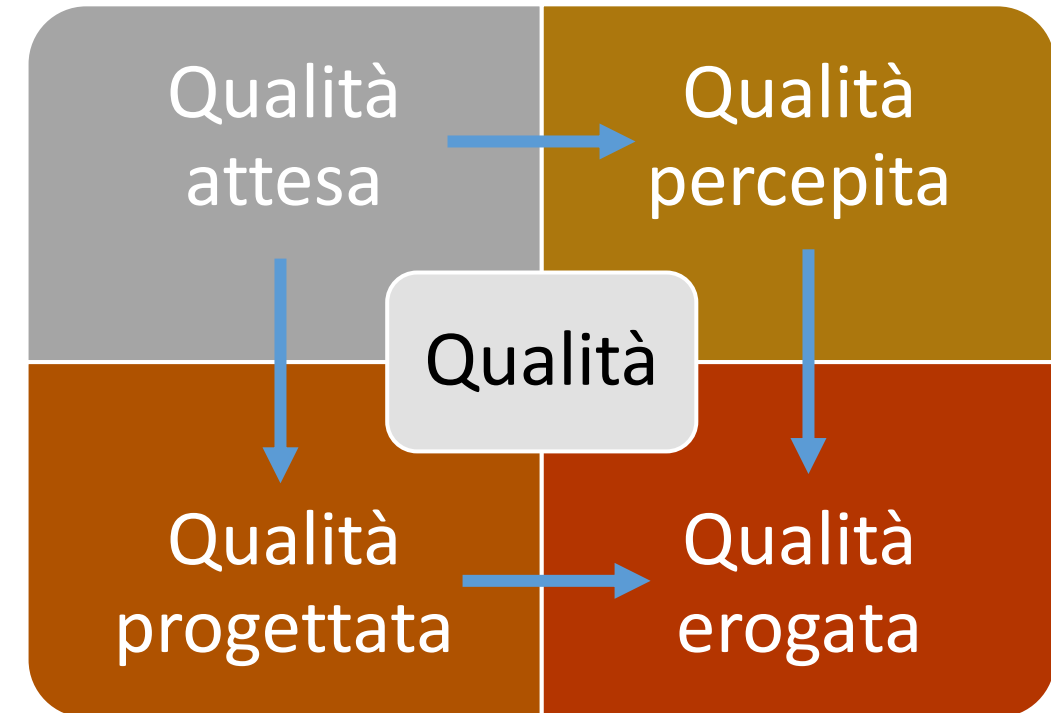 Qualità
attesa
Qualità
percepita
Qualità
Qualità
progettata
Qualità
erogata